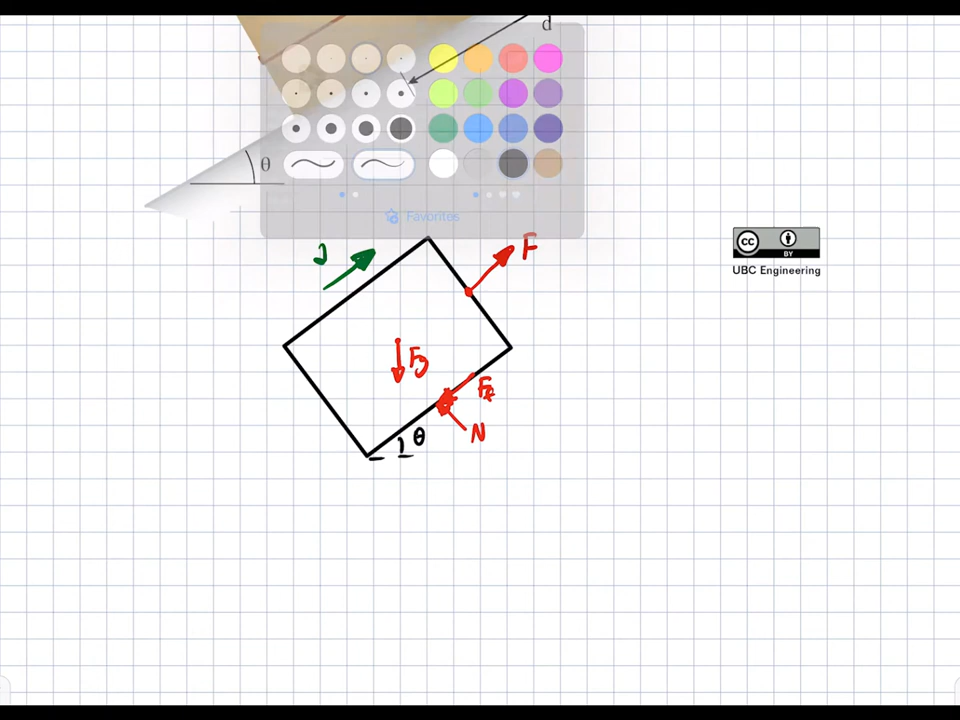 d
θ
Favorites
d
F
Fg
Ff
N
θ
cc
BY
UBC Engineering